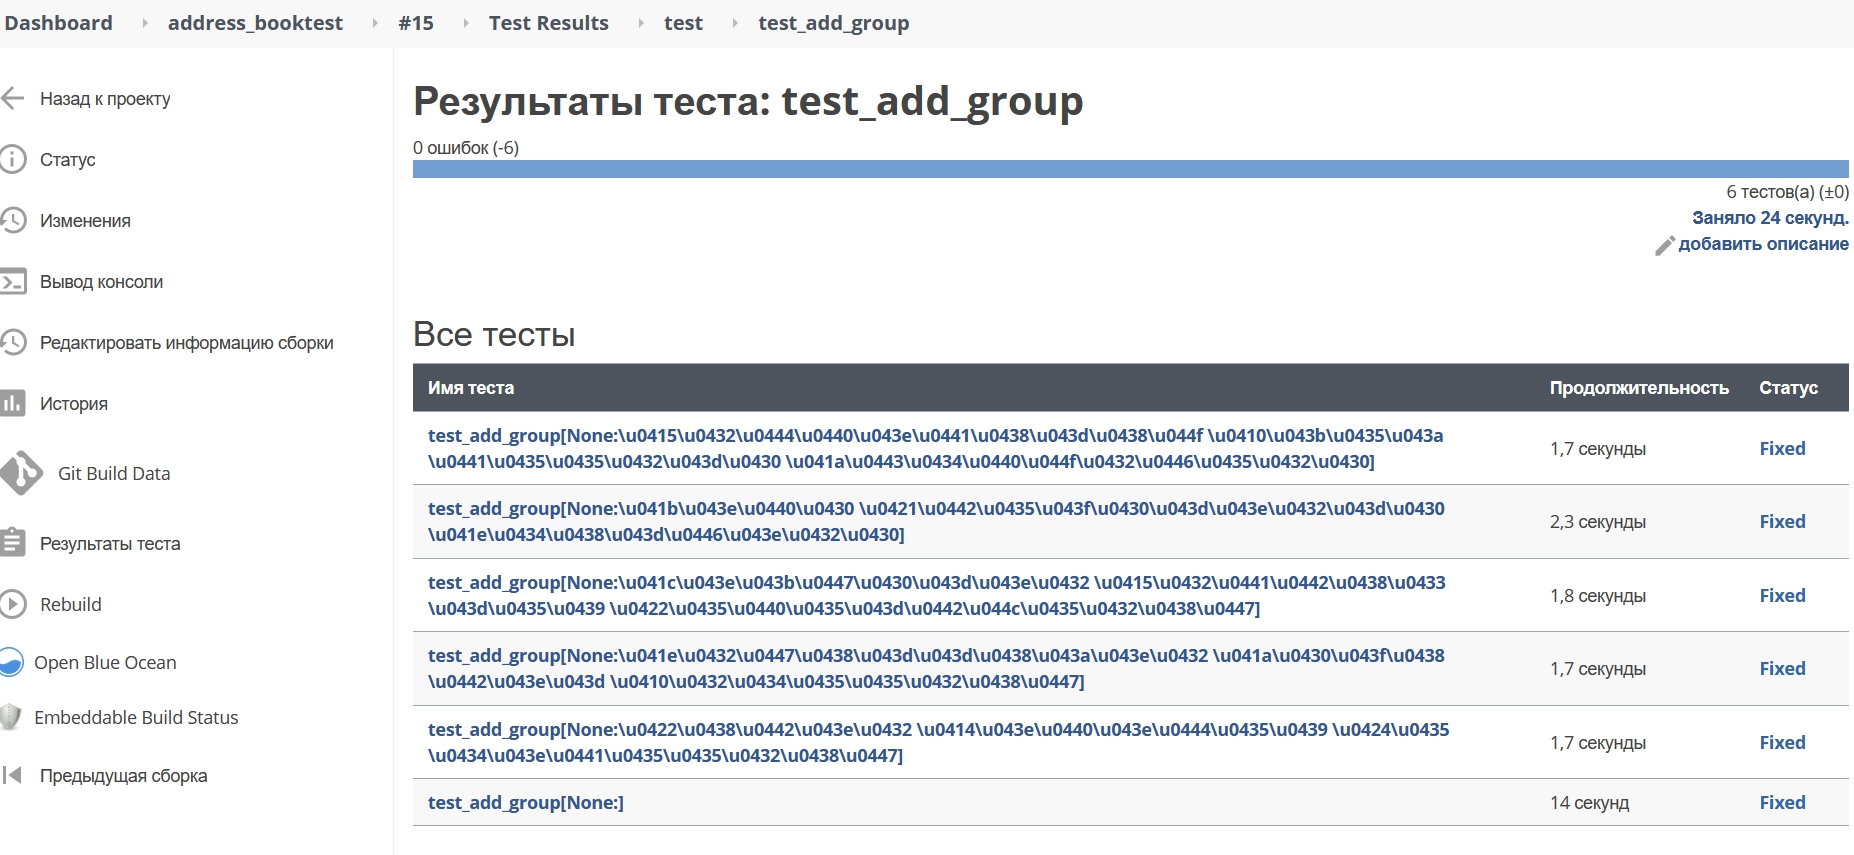 Dashboard address_booktest #15 Test Results test test_add_group
Назад к проекту
Статус
Изменения
Вывод консоли
Редактировать информацию сборки
История
Git Build Data
Результаты теста
Rebuild
Open Blue Ocean
Embeddable Build Status
Предыдущая сборка
Результаты теста: test_add_group
0 ошибок (-6)
6 тестов(а) (±0)
Заняло 24 секунд.
добавить описание
Все тесты
Имя теста Продолжительность Статус
test_add_group[None:\u0415\u0432\u0444\u0440\u043e\u0441\u0438\u043d\u0438\u044f \u0410\u043b\u0435\u043a
\u0441\u0435\u0435\u0432\u043d\u0430 \u041a\u0443\u0434\u0440\u044f\u0432\u0446\u0435\u0432\u0430] 1,7 секунды Fixed
test_add_group[None:\u041b\u043e\u0440\u0430 \u0421\u0442\u0435\u043f\u0430\u043d\u043e\u0432\u043d\u0430
\u041e\u0434\u0438\u043d\u0446\u043e\u0432\u0430] 2,3 секунды Fixed
test_add_group[None:\u041c\u043e\u043b\u0447\u0430\u043d\u043e\u0432 \u0415\u0432\u0441\u0442\u0438\u0433
\u043d\u0435\u0439 \u0422\u0435\u0440\u0435\u043d\u0442\u044c\u0435\u0432\u0438\u0447] 1,8 секунды Fixed
test_add_group[None:\u041e\u0432\u0447\u0438\u043d\u043d\u0438\u043a\u043e\u0432 \u041a\u0430\u043f\u0438
\u0442\u043e\u043d \u0410\u0432\u0434\u0435\u0435\u0432\u0438\u0447] 1,7 секунды Fixed
test_add_group[None:\u0422\u0438\u0442\u043e\u0432 \u0414\u043e\u0440\u043e\u0444\u0435\u0439 \u0424\u0435
\u0434\u043e\u0441\u0435\u0435\u0432\u0438\u0447] 1,7 секунды Fixed
test_add_group[None:] 14 секунд Fixed